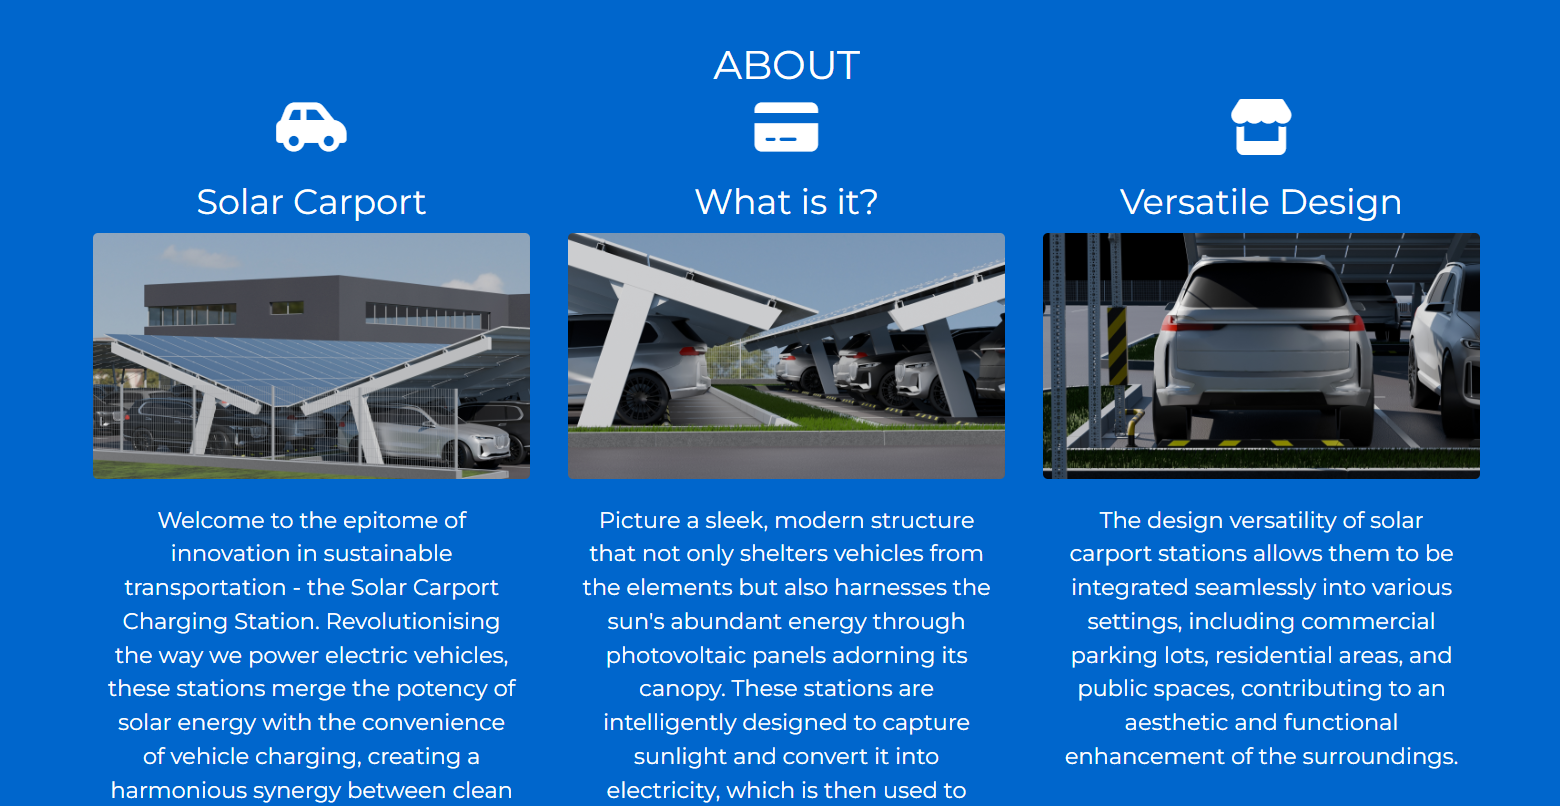 ABOUT
Solar Carport
What is it?
Versatile Design
Welcome to the epitome of
innovation in sustainable
transportation - the Solar Carport
Charging Station. Revolutionising
the way we power electric vehicles,
these stations merge the potency of
solar energy with the convenience
of vehicle charging, creating a
harmonious synergy between clean
Picture a sleek, modern structure
that not only shelters vehicles from
the elements but also harnesses the
sun's abundant energy through
photovoltaic panels adorning its
canopy. These stations are
intelligently designed to capture
sunlight and convert it into
electricity, which is then used to
The design versatility of solar
carport stations allows them to be
integrated seamlessly into various
settings, including commercial
parking lots, residential areas, and
public spaces, contributing to an
aesthetic and functional
enhancement of the surroundings.